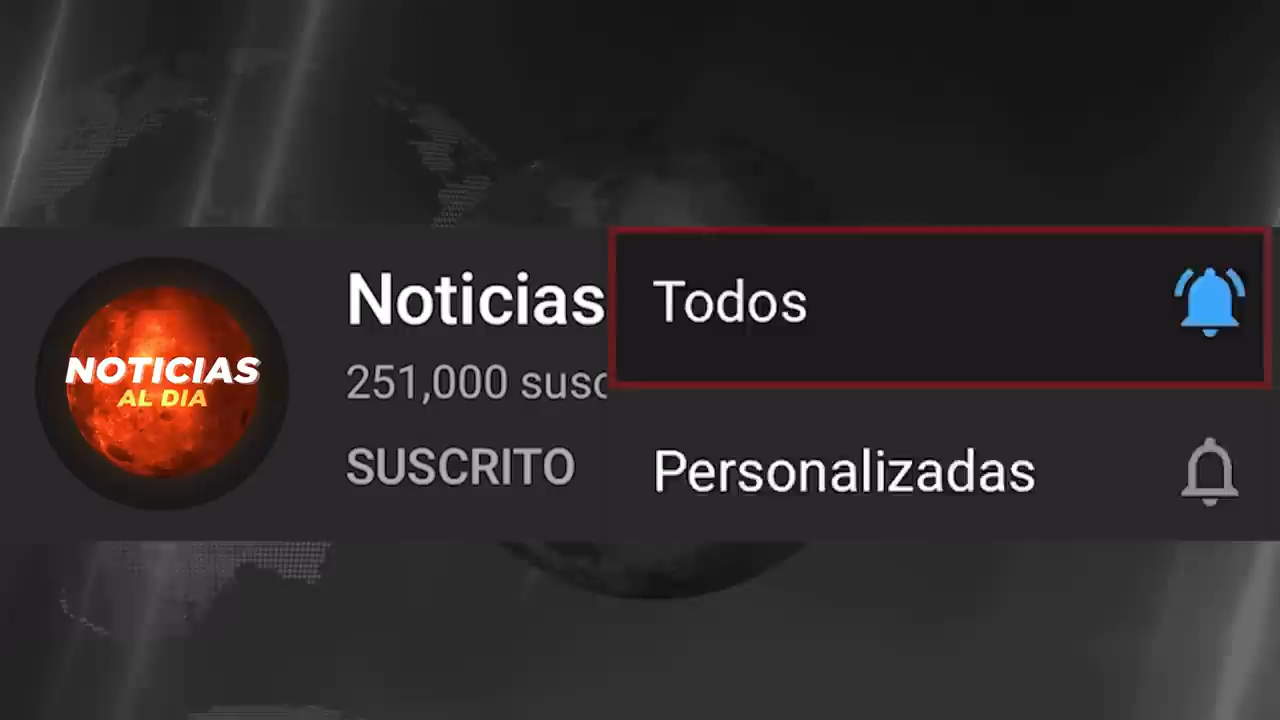 NOTICIAS
AL DIA
Noticias
251,000 susc
SUSCRITO
Todos
Personalizadas